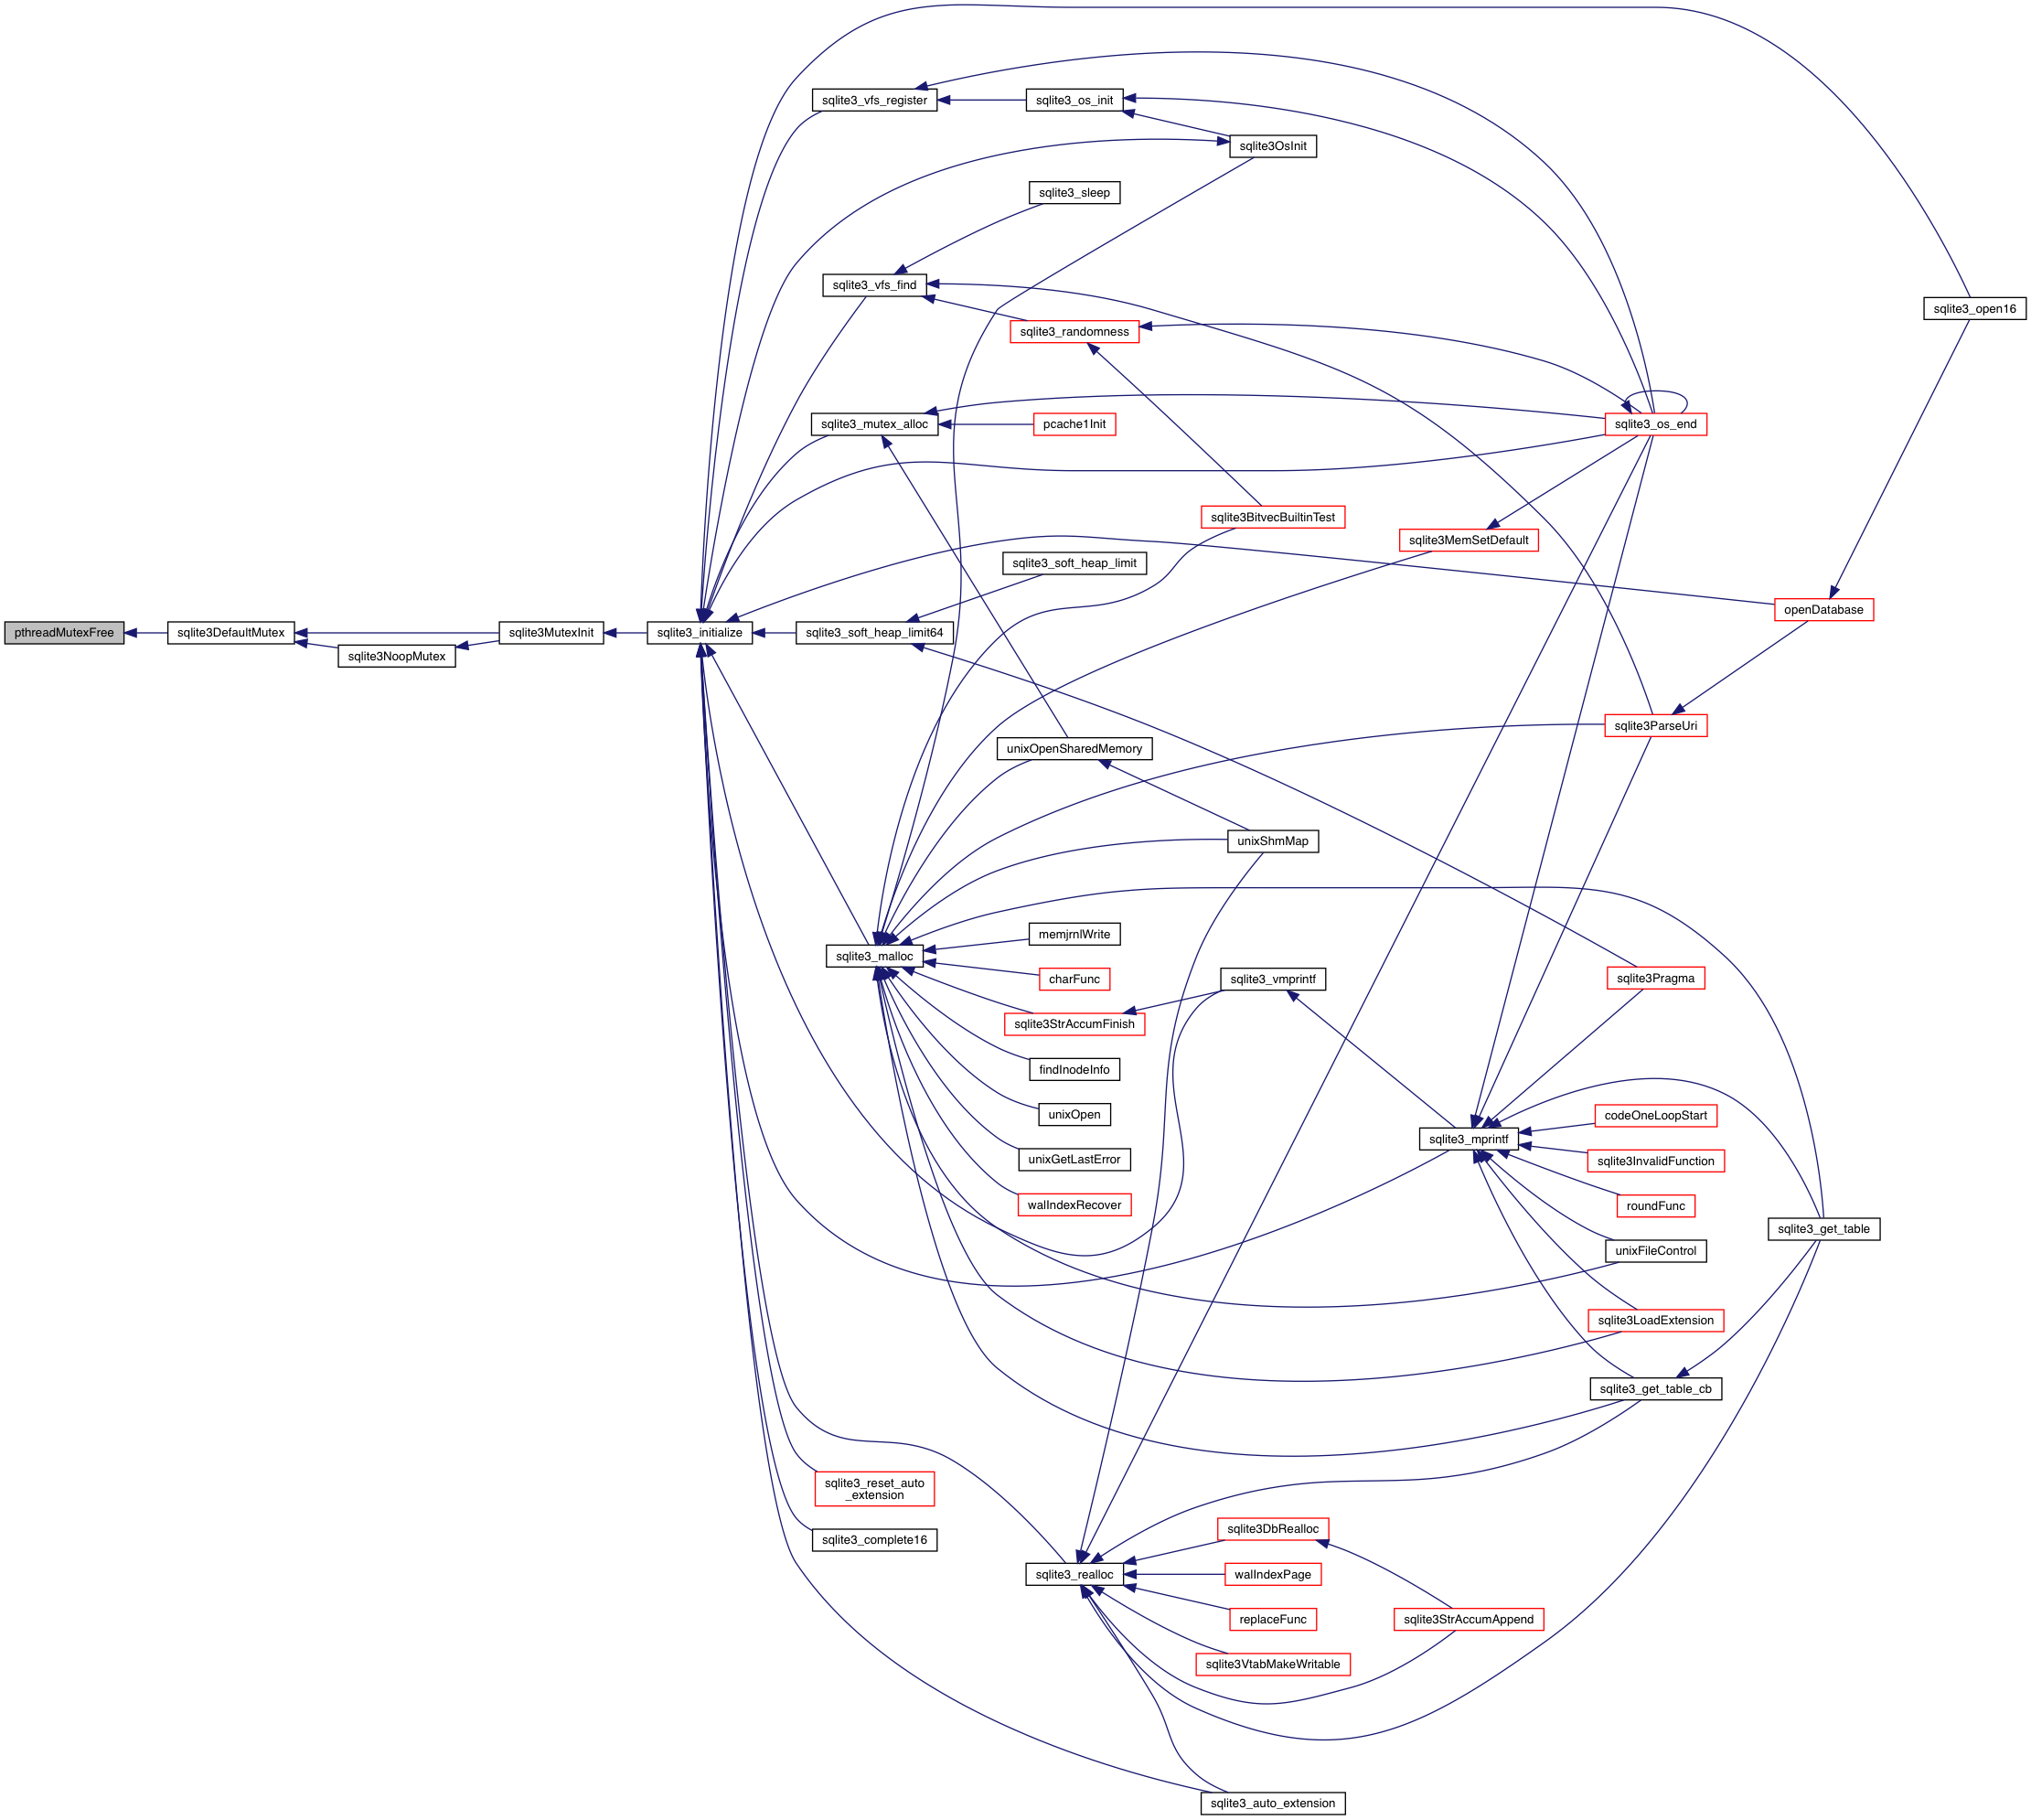 sqlite3_vfs_register
sqlite3_os_init
sqlite3OsInit
sqlite3_sleep
sqlite3_vfs_find
sqlite3_open16
sqlite3_randomness
sqlite3_mutex_alloc
pcache1Init
sqlite3_os_end
sqlite3BitvecBuiltinTest
sqlite3MemSetDefault
sqlite3_soft_heap_limit
openDatabase
pthreadMutexFree
sqlite3DefaultMutex
sqlite3MutexInit
sqlite3_initialize
sqlite3_soft_heap_limit64
sqlite3NoopMutex
sqlite3ParseUri
unixOpenSharedMemory
unixShmMap
memjrnlWrite
sqlite3_malloc
charFunc
sqlite3_vmprintf
sqlite3Pragma
sqlite3StrAccumFinish
findInodeInfo
unixOpen
codeOneLoopStart
sqlite3_mprintf
unixGetLastError
sqlite3InvalidFunction
walIndexRecover
roundFunc
sqlite3_get_table
unixFileControl
sqlite3LoadExtension
sqlite3_get_table_cb
sqlite3_reset_auto
_extension
sqlite3DbRealloc
sqlite3_complete16
sqlite3_realloc
walIndexPage
replaceFunc
sqlite3StrAccumAppend
sqlite3VtabMakeWritable
sqlite3_auto_extension